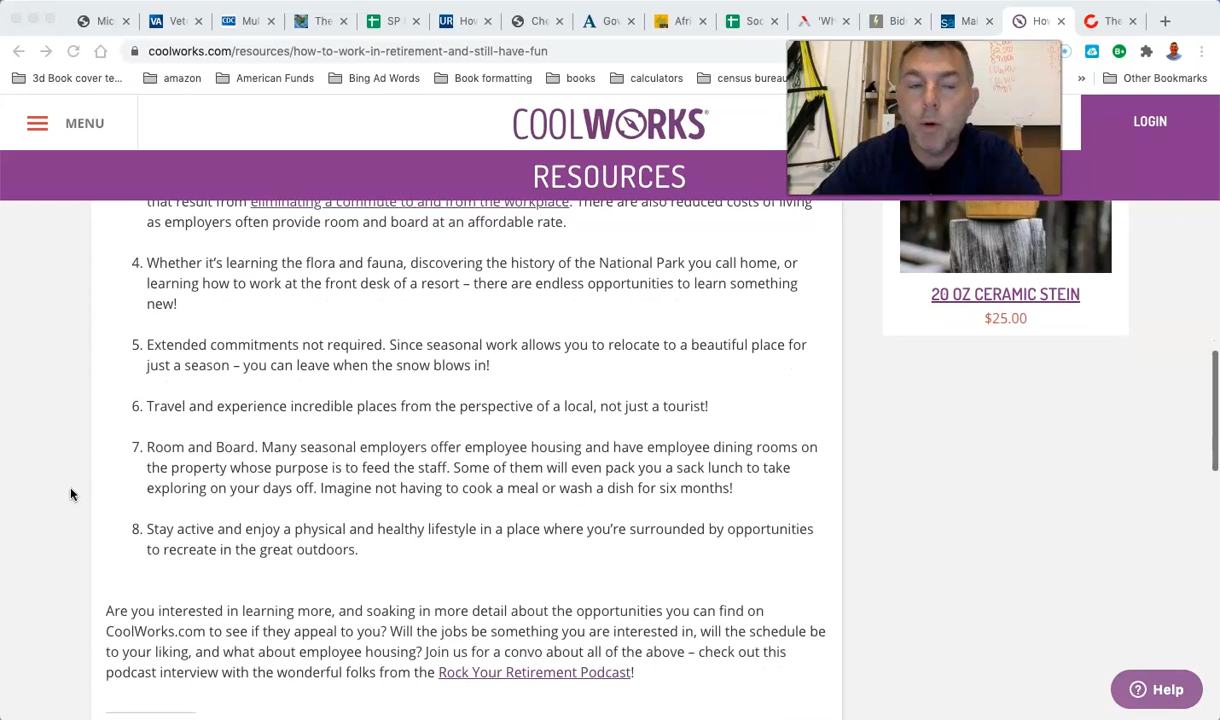 Mic
Vet
Mul
The
SP
How
Che
Gov
Afri
Soc
'Wh
Bid
Mai
How
The
coolworks.com/resources/how-to-work-in-retirement-and-still-have-fun
3d Book cover te...
amazon
American Funds
Bing Ad Words
Book formatting
books
calculators
census bureau
»
Other Bookmarks
MENU
COOLWORKS®
LOGIN
RESOURCES
that result from eliminating a commute to and from the workplace. There are also reduced costs of living
as employers often provide room and board at an affordable rate.
4. Whether it's learning the flora and fauna, discovering the history of the National Park you call home, or
learning how to work at the front desk of a resort – there are endless opportunities to learn something
new!
5. Extended commitments not required. Since seasonal work allows you to relocate to a beautiful place for
just a season – you can leave when the snow blows in!
6. Travel and experience incredible places from the perspective of a local, not just a tourist!
7. Room and Board. Many seasonal employers offer employee housing and have employee dining rooms on
the property whose purpose is to feed the staff. Some of them will even pack you a sack lunch to take
exploring on your days off. Imagine not having to cook a meal or wash a dish for six months!
8. Stay active and enjoy a physical and healthy lifestyle in a place where you're surrounded by opportunities
to recreate in the great outdoors.
Are you interested in learning more, and soaking in more detail about the opportunities you can find on
CoolWorks.com to see if they appeal to you? Will the jobs be something you are interested in, will the schedule be
to your liking, and what about employee housing? Join us for a convo about all of the above – check out this
podcast interview with the wonderful folks from the Rock Your Retirement Podcast!
20 OZ CERAMIC STEIN
$25.00
Help